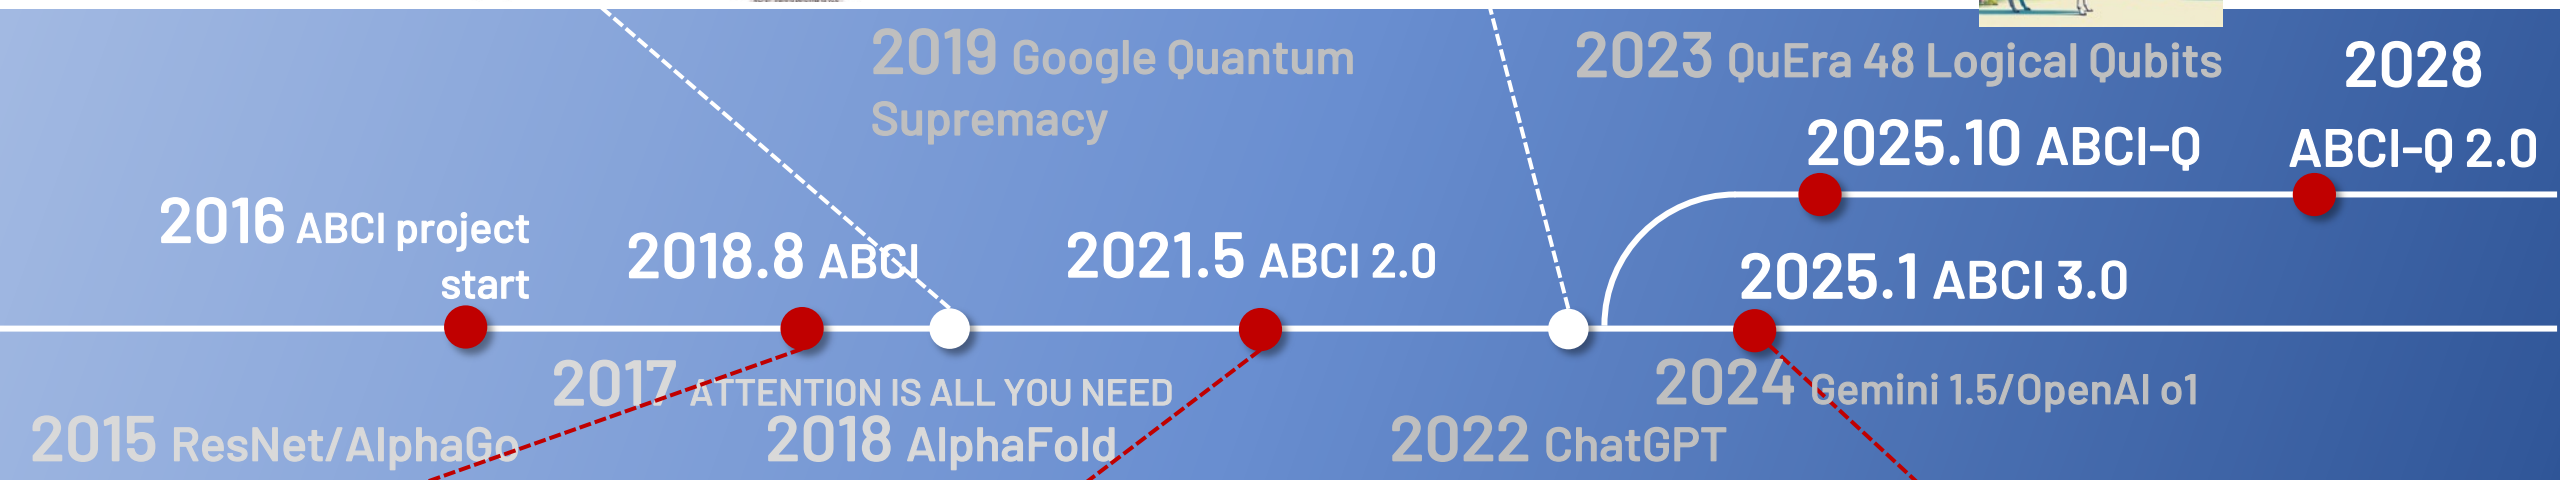 2019 Google Quantum
Supremacy
2023 QuEra 48 Logical Qubits
2028
ABCI-Q 2.0
2025.10 ABCI-Q
2016 ABCI project
start
2018.8 ABCI
2021.5 ABCI 2.0
2025.1 ABCI 3.0
2017 ATTENTION IS ALL YOU NEED
2024 Gemini 1.5/OpenAI o1
2015 ResNet/AlphaGo
2018 AlphaFold
2022 ChatGPT